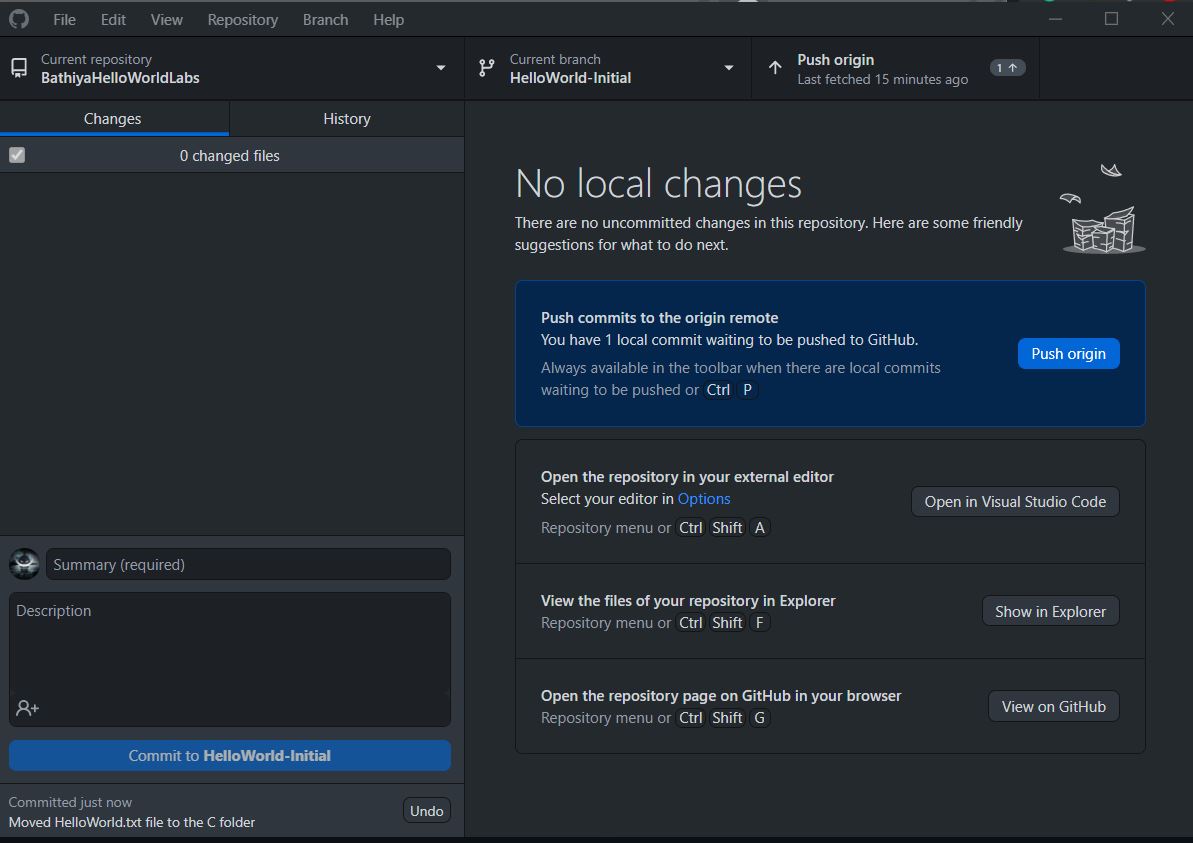 File Edit View Repository Branch Help
Current repository
BathiyaHelloWorldLabs
Current branch
HelloWorld-Initial
Push origin
Last fetched 15 minutes ago
1
Changes
History
0 changed files
No local changes
There are no uncommitted changes in this repository. Here are some friendly
suggestions for what to do next.
Push commits to the origin remote
You have 1 local commit waiting to be pushed to GitHub.
Always available in the toolbar when there are local commits
waiting to be pushed or Ctrl P
Push origin
Open the repository in your external editor
Select your editor in Options
Repository menu or Ctrl Shift A
Open in Visual Studio Code
View the files of your repository in Explorer
Repository menu or Ctrl Shift F
Show in Explorer
Open the repository page on GitHub in your browser
Repository menu or Ctrl Shift G
View on GitHub
Summary (required)
Description
Commit to HelloWorld-Initial
Committed just now
Moved HelloWorld.txt file to the C folder
Undo